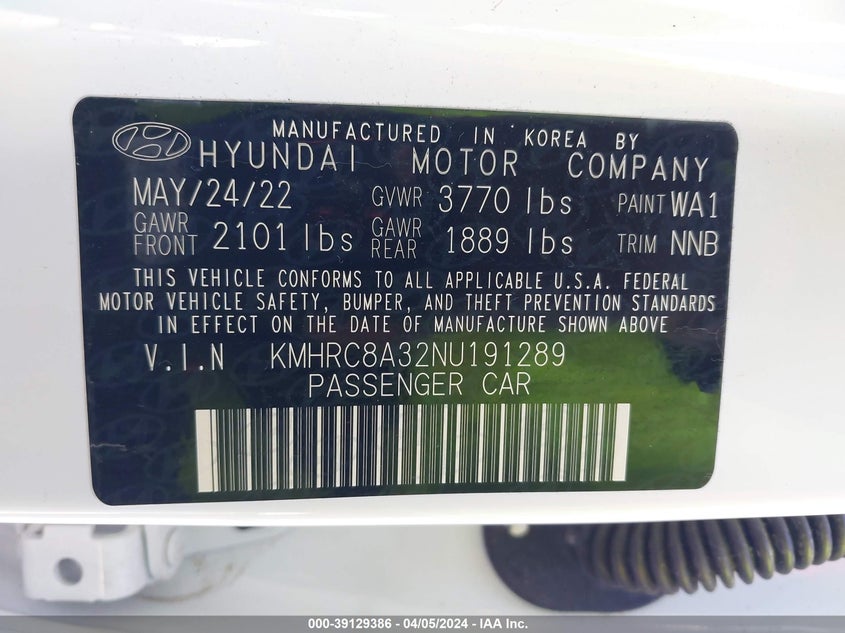 MANUFACTURED IN KOREA BY
HYUNDAI MOTOR COMPANY
MAY/24/22 GVWR 3770 lbs PAINT WA1
GAWR FRONT 2101 lbs GAWR REAR 1889 lbs TRIM NNB
THIS VEHICLE CONFORMS TO ALL APPLICABLE U.S.A. FEDERAL
MOTOR VEHICLE SAFETY, BUMPER, AND THEFT PREVENTION STANDARDS
IN EFFECT ON THE DATE OF MANUFACTURE SHOWN ABOVE
V.I.N KMHRC8A32NU191289
PASSENGER CAR
000-39129386 - 04/05/2024 - IAA Inc.